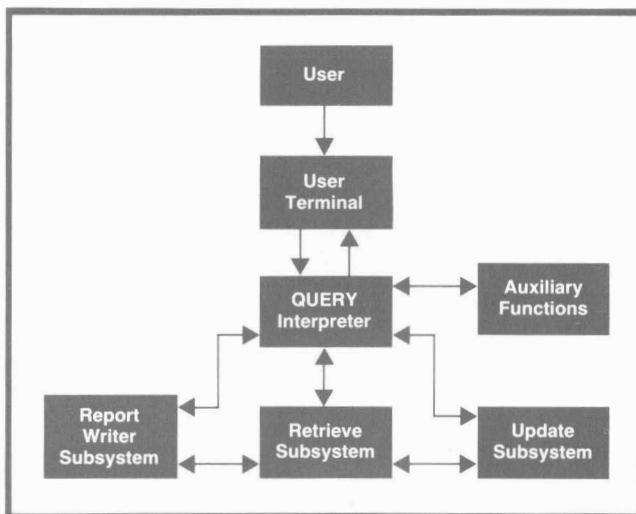 User
User
Terminal
QUERY
Interpreter
Auxiliary
Functions
Report
Writer
Subsystem
Retrieve
Subsystem
Update
Subsystem